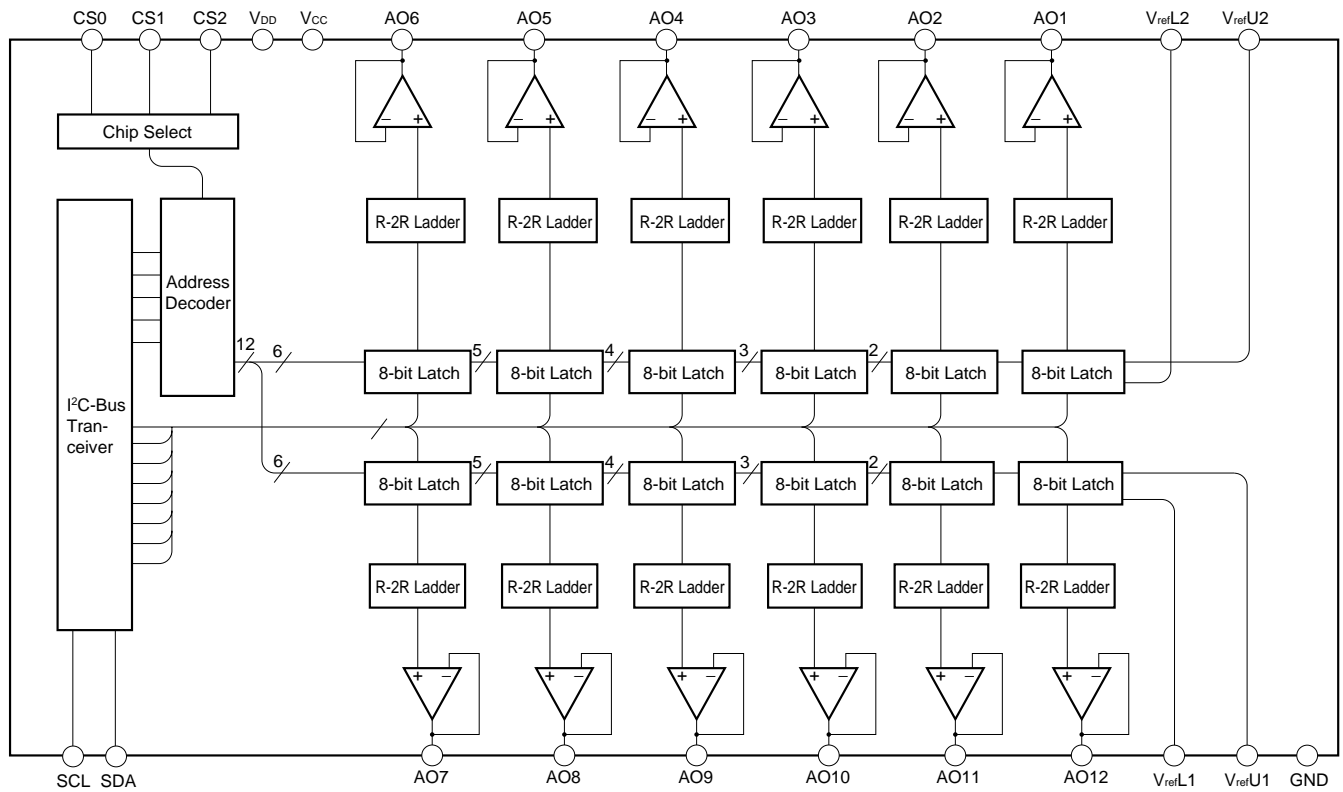 CS0 CS1 CS2 VDD VCC AO6 AO5 AO4 AO3 AO2 AO1 VrefL2 VrefU2
− + − + − + − + − + − +
Chip Select
R-2R Ladder R-2R Ladder R-2R Ladder R-2R Ladder R-2R Ladder R-2R Ladder
Address
Decoder
12 6 5 4 3 2
8-bit Latch 8-bit Latch 8-bit Latch 8-bit Latch 8-bit Latch 8-bit Latch
I²C-Bus
Tran-
ceiver
6 5 4 3 2
8-bit Latch 8-bit Latch 8-bit Latch 8-bit Latch 8-bit Latch 8-bit Latch
R-2R Ladder R-2R Ladder R-2R Ladder R-2R Ladder R-2R Ladder R-2R Ladder
+ − + − + − + − + − + −
SCL SDA AO7 AO8 AO9 AO10 AO11 AO12 VrefL1 VrefU1 GND